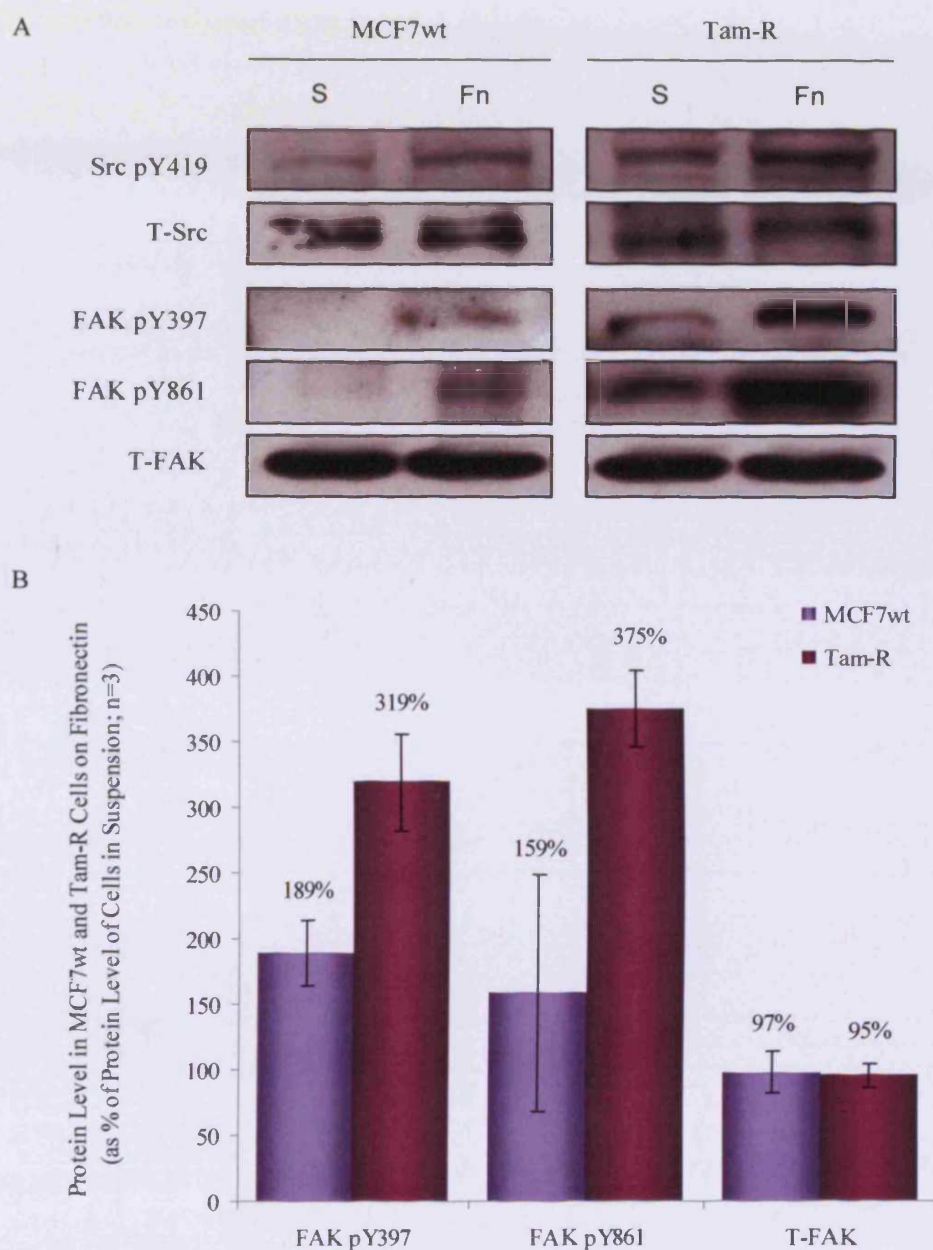 A
MCF7wt Tam-R
S Fn S Fn
Src pY419
T-Src
FAK pY397
FAK pY861
T-FAK
B
Protein Level in MCF7wt and Tam-R Cells on Fibronectin
(as % of Protein Level of Cells in Suspension; n=3)
450
400
350
300
250
200
150
100
50
0
MCF7wt
Tam-R
189%
319%
159%
375%
97%
95%
FAK pY397 FAK pY861 T-FAK